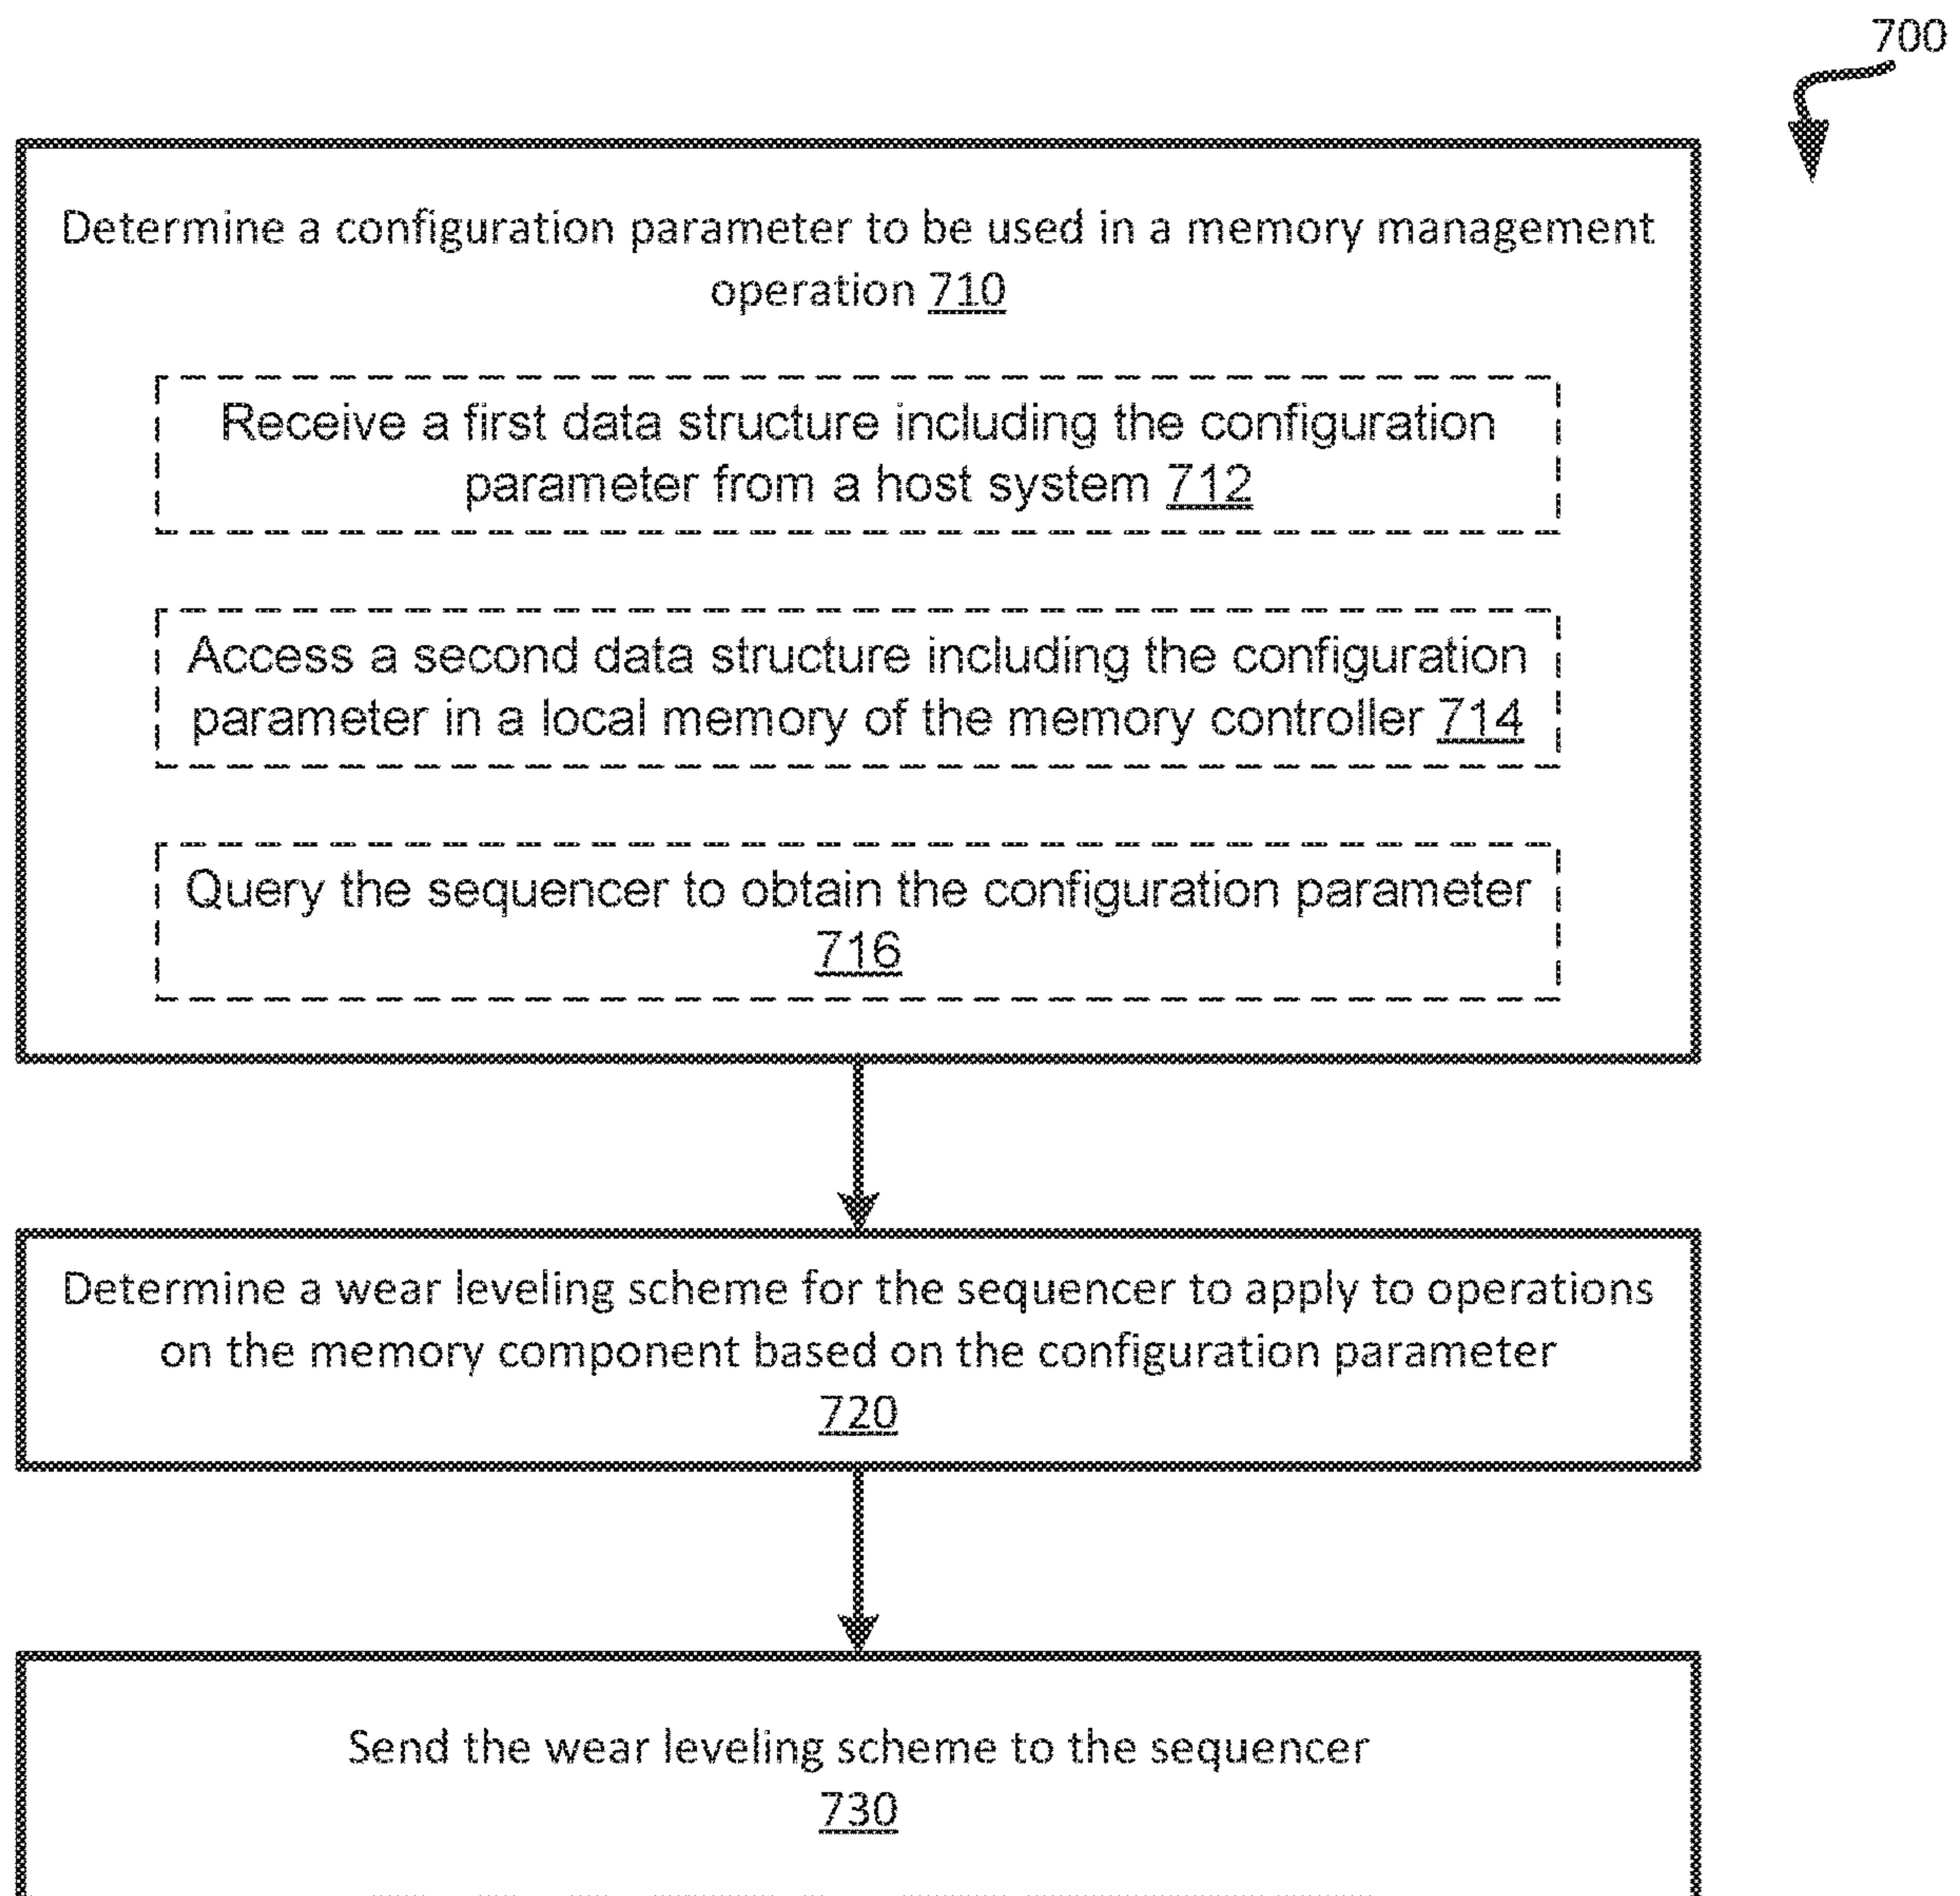 700
Determine a configuration parameter to be used in a memory management
operation 710
Receive a first data structure including the configuration
parameter from a host system 712
Access a second data structure including the configuration
parameter in a local memory of the memory controller 714
Query the sequencer to obtain the configuration parameter
716
Determine a wear leveling scheme for the sequencer to apply to operations
on the memory component based on the configuration parameter
720
Send the wear leveling scheme to the sequencer
730